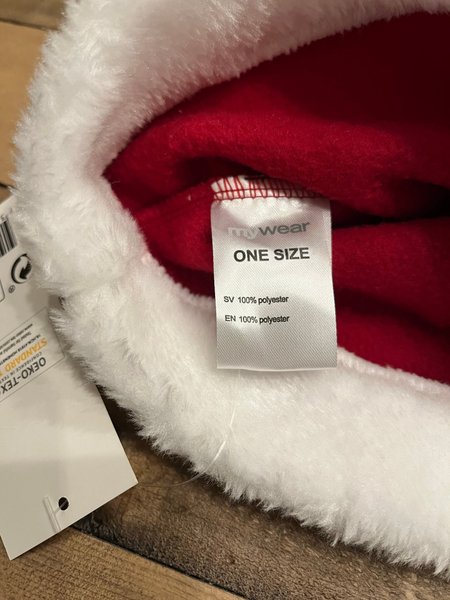 mywear
ONE SIZE
SV 100% polyester
EN 100% polyester
OEKO-TEX
STANDARD